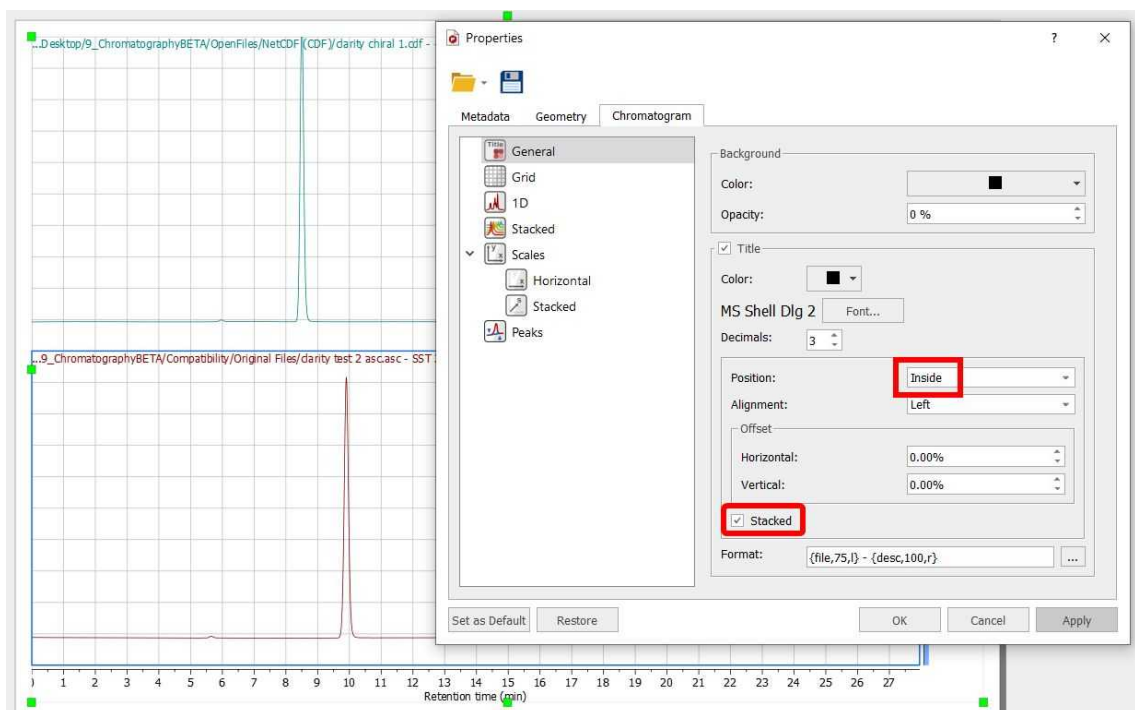 ...Desktop/9_ChromatographyBETA/OpenFiles/NetCDF (CDF)/clarity chiral 1.cdf -
Properties
?
Metadata
Geometry
Chromatogram
Title
General
Grid
1D
Stacked
Scales
Horizontal
Stacked
Peaks
Background
Color:
Opacity:
0 %
Title
Color:
MS Shell Dlg 2
Font...
Decimals:
3
Position:
Inside
Alignment:
Left
Offset
Horizontal:
0.00%
Vertical:
0.00%
Stacked
Format:
{file,75,l} - {desc,100,r}
...
Set as Default
Restore
OK
Cancel
Apply
...9_ChromatographyBETA/Compatibility/Original Files/clarity test 2 asc.asc - SST
1 2 3 4 5 6 7 8 9 10 11 12 13 14 15 16 17 18 19 20 21 22 23 24 25 26 27
Retention time (min)